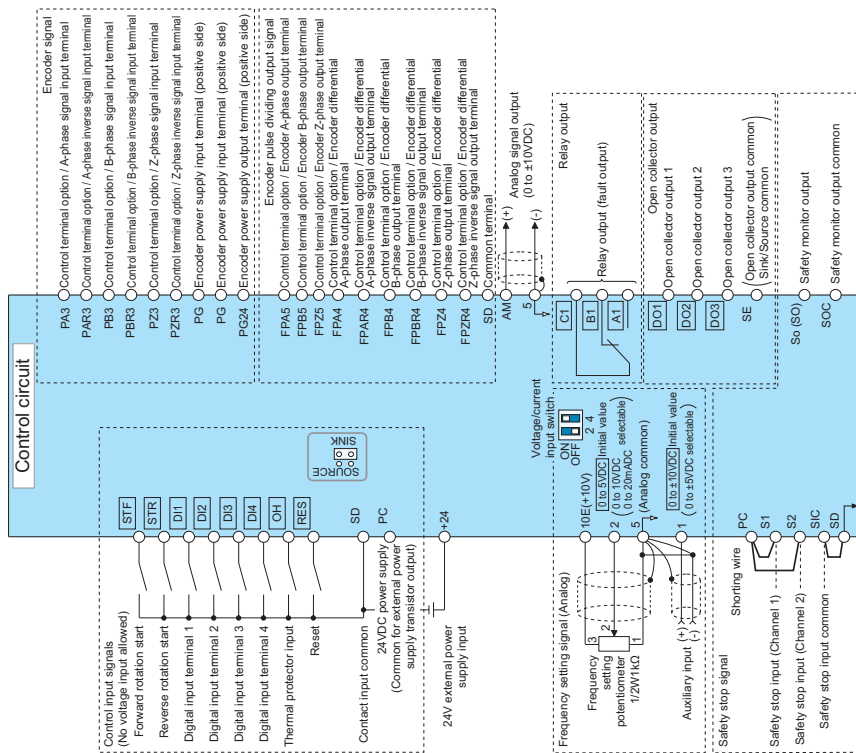 Control circuit
Control input signals
(No voltage input allowed)
Forward rotation start
STF
Reverse rotation start
STR
Digital input terminal 1
DI1
Digital input terminal 2
DI2
Digital input terminal 3
DI3
Digital input terminal 4
DI4
Thermal protector input
OH
Reset
RES
SOURCE
SINK
Contact input common
SD
24VDC power supply
(Common for external power
supply transistor output)
PC
24V external power
supply input
+24
Frequency setting signal (Analog)
Voltage/current
input switch
ON
OFF
2 4
Frequency
setting
potentiometer
1/2W1kΩ
3
2
1
10E(+10V)
2
0 to 5VDC Initial value
0 to 10VDC selectable
0 to 20mADC
5
(Analog common)
Auxiliary input
(+)
(-)
1
0 to ±10VDC Initial value
0 to ±5VDC selectable
Safety stop signal
Shorting wire
PC
Safety stop input (Channel 1)
S1
Safety stop input (Channel 2)
S2
Safety stop input common
SIC
SD
Encoder signal
PA3
Control terminal option / A-phase signal input terminal
PAR3
Control terminal option / A-phase inverse signal input terminal
PB3
Control terminal option / B-phase signal input terminal
PBR3
Control terminal option / B-phase inverse signal input terminal
PZ3
Control terminal option / Z-phase signal input terminal
PZR3
Control terminal option / Z-phase inverse signal input terminal
PG
Encoder power supply input terminal (positive side)
PG
Encoder power supply input terminal (positive side)
PG24
Encoder power supply output terminal (positive side)
Encoder pulse dividing output signal
FPA5
Control terminal option / Encoder A-phase output terminal
FPB5
Control terminal option / Encoder B-phase output terminal
FPZ5
Control terminal option / Encoder Z-phase output terminal
FPA4
Control terminal option / Encoder differential
A-phase output terminal
FPAR4
Control terminal option / Encoder differential
A-phase inverse signal output terminal
FPB4
Control terminal option / Encoder differential
B-phase output terminal
FPBR4
Control terminal option / Encoder differential
B-phase inverse signal output terminal
FPZ4
Control terminal option / Encoder differential
Z-phase output terminal
FPZR4
Control terminal option / Encoder differential
Z-phase inverse signal output terminal
SD
Common terminal
AM
(+)
Analog signal output
(0 to ±10VDC)
5
(-)
Relay output
C1
B1
A1
Relay output (fault output)
Open collector output
DO1
Open collector output 1
DO2
Open collector output 2
DO3
Open collector output 3
SE
Open collector output common
Sink/Source common
So (SO)
Safety monitor output
SOC
Safety monitor output common